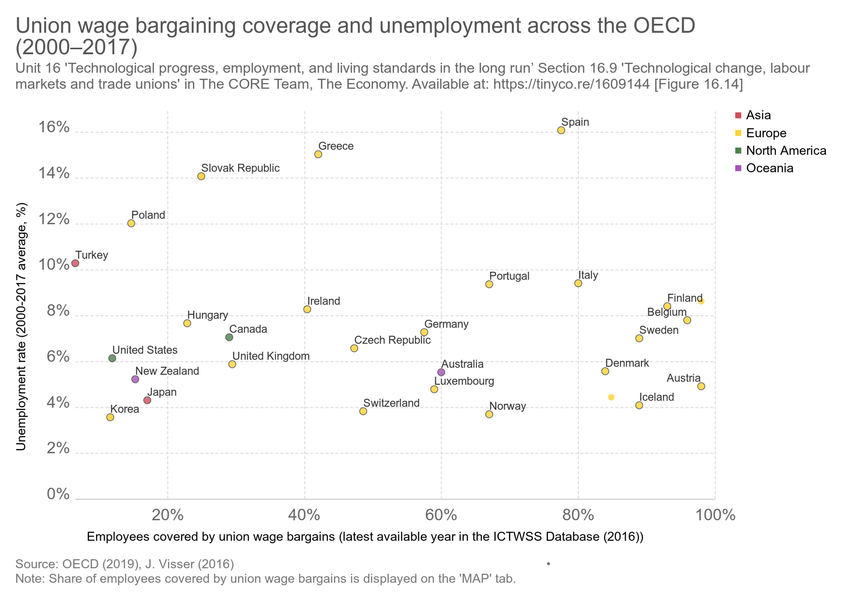 Union wage bargaining coverage and unemployment across the OECD
(2000–2017)
Unit 16 'Technological progress, employment, and living standards in the long run’ Section 16.9 'Technological change, labour
markets and trade unions' in The CORE Team, The Economy. Available at: https://tinyco.re/1609144 [Figure 16.14]
Asia
Europe
North America
Oceania
Unemployment rate (2000-2017 average, %)
16%
14%
12%
10%
8%
6%
4%
2%
0%
Spain
Greece
Slovak Republic
Poland
Turkey
Portugal
Italy
Finland
Ireland
Belgium
Hungary
Germany
Canada
Sweden
Czech Republic
United States
United Kingdom
Australia
Denmark
New Zealand
Luxembourg
Austria
Japan
Iceland
Switzerland
Norway
Korea
20%
40%
60%
80%
100%
Employees covered by union wage bargains (latest available year in the ICTWSS Database (2016))
Source: OECD (2019), J. Visser (2016)
Note: Share of employees covered by union wage bargains is displayed on the 'MAP' tab.